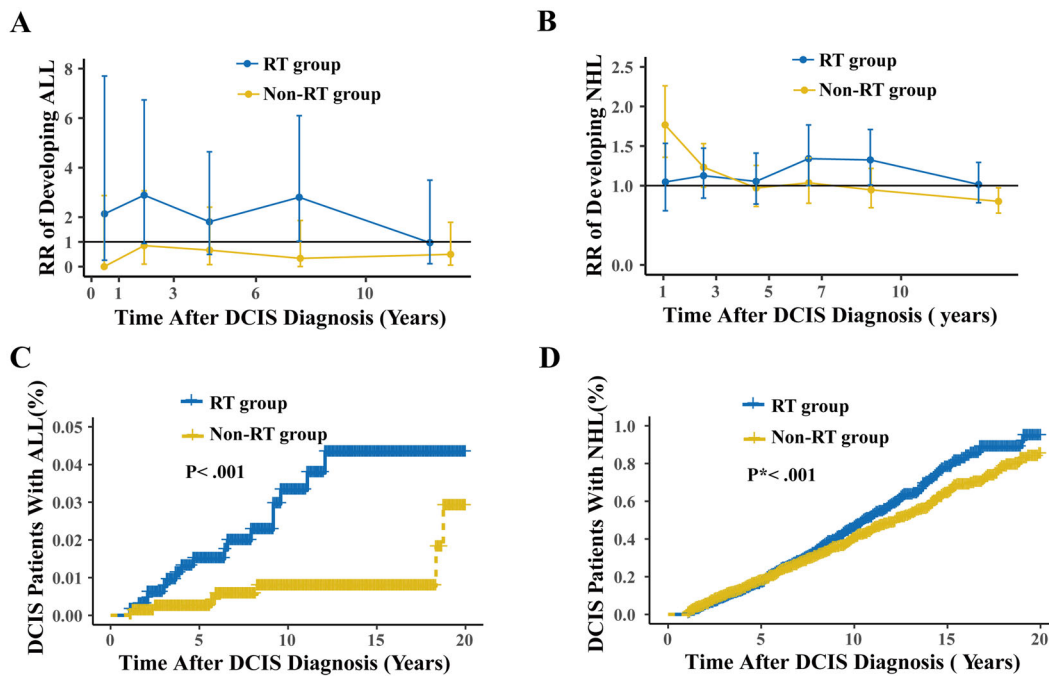 A
RT group
Non-RT group
RR of Developing ALL
8
6
4
2
1
0
0 1 3 6 10
Time After DCIS Diagnosis (Years)
B
RT group
Non-RT group
RR of Developing NHL
2.5
2.0
1.5
1.0
0.0
1 3 5 7 10
Time After DCIS Diagnosis ( years)
C
RT group
Non-RT group
P< .001
DCIS Patients With ALL(%)
0.05
0.04
0.03
0.02
0.01
0.00
0 5 10 15 20
Time After DCIS Diagnosis (Years)
D
RT group
Non-RT group
P*< .001
DCIS Patients With NHL(%)
1.0
0.8
0.6
0.4
0.2
0.0
0 5 10 15 20
Time After DCIS Diagnosis ( Years)